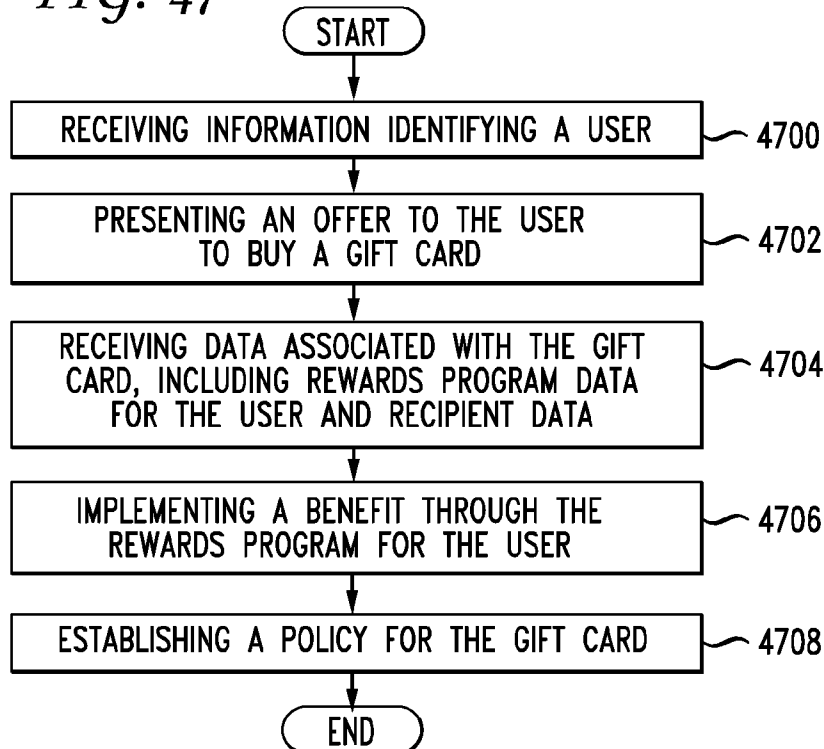 FIG. 47
START
RECEIVING INFORMATION IDENTIFYING A USER
4700
PRESENTING AN OFFER TO THE USER
TO BUY A GIFT CARD
4702
RECEIVING DATA ASSOCIATED WITH THE GIFT
CARD, INCLUDING REWARDS PROGRAM DATA
FOR THE USER AND RECIPIENT DATA
4704
IMPLEMENTING A BENEFIT THROUGH THE
REWARDS PROGRAM FOR THE USER
4706
ESTABLISHING A POLICY FOR THE GIFT CARD
4708
END